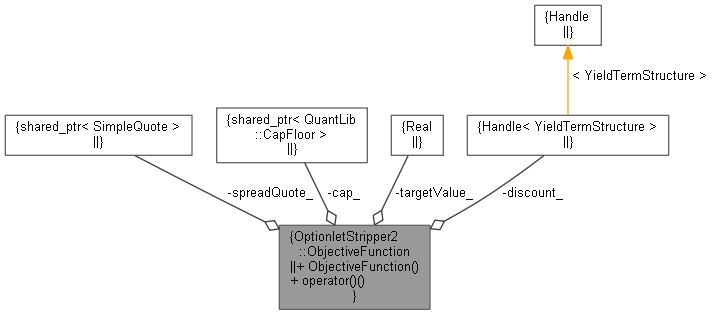 {Handle
||}
< YieldTermStructure >
{shared_ptr< SimpleQuote >
||}
{shared_ptr< QuantLib
::CapFloor >
||}
{Real
||}
{Handle< YieldTermStructure >
||}
-spreadQuote_
-cap_
-targetValue_
-discount_
{OptionletStripper2
::ObjectiveFunction
||+ ObjectiveFunction()
+ operator()()
}